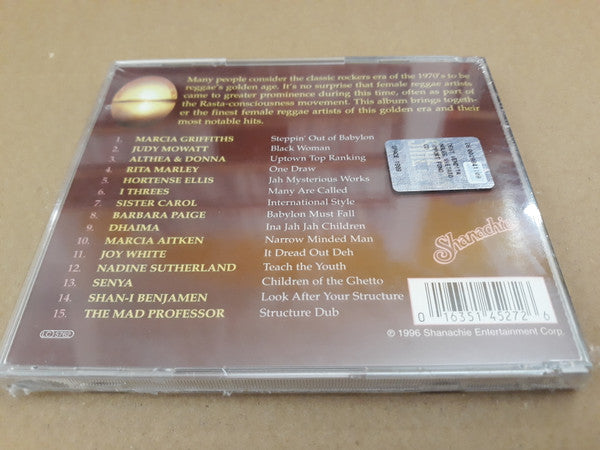 Many people consider the classic rockers era of the 1970's to be
reggae's golden age. It's no surprise that female reggae artists
came to greater prominence during this time, often as part of
the Rasta-consciousness movement. This album brings togeth-
er the finest female reggae artists of this golden era and their
most notable hits.
1. MARCIA GRIFFITHS Steppin' Out of Babylon
2. JUDY MOWATT Black Woman
3. ALTHEA & DONNA Uptown Top Ranking
4. RITA MARLEY One Draw
5. HORTENSE ELLIS Jah Mysterious Works
6. I THREES Many Are Called
7. SISTER CAROL International Style
8. BARBARA PAIGE Babylon Must Fall
9. DHAIMA Ina Jah Jah Children
10. MARCIA AITKEN Narrow Minded Man
11. JOY WHITE It Dread Out Deh
12. NADINE SUTHERLAND Teach the Youth
13. SENYA Children of the Ghetto
14. SHAN-I BENJAMEN Look After Your Structure
15. THE MAD PROFESSOR Structure Dub
Shanachie
0 16351 45272 6
℗ 1996 Shanachie Entertainment Corp.
LC 5762